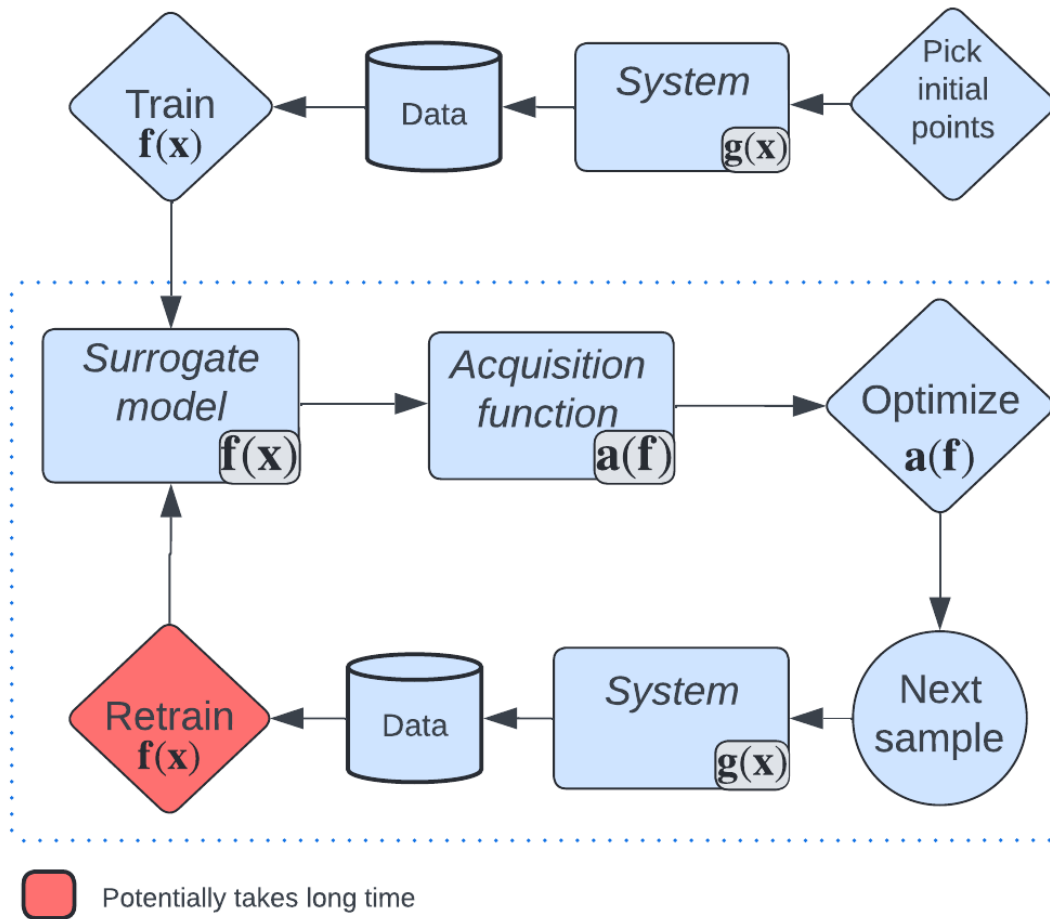 Train
f(x)
Data
System
g(x)
Pick
initial
points
Surrogate
model
f(x)
Acquisition
function
a(f)
Optimize
a(f)
Retrain
f(x)
Data
System
g(x)
Next
sample
Potentially takes long time